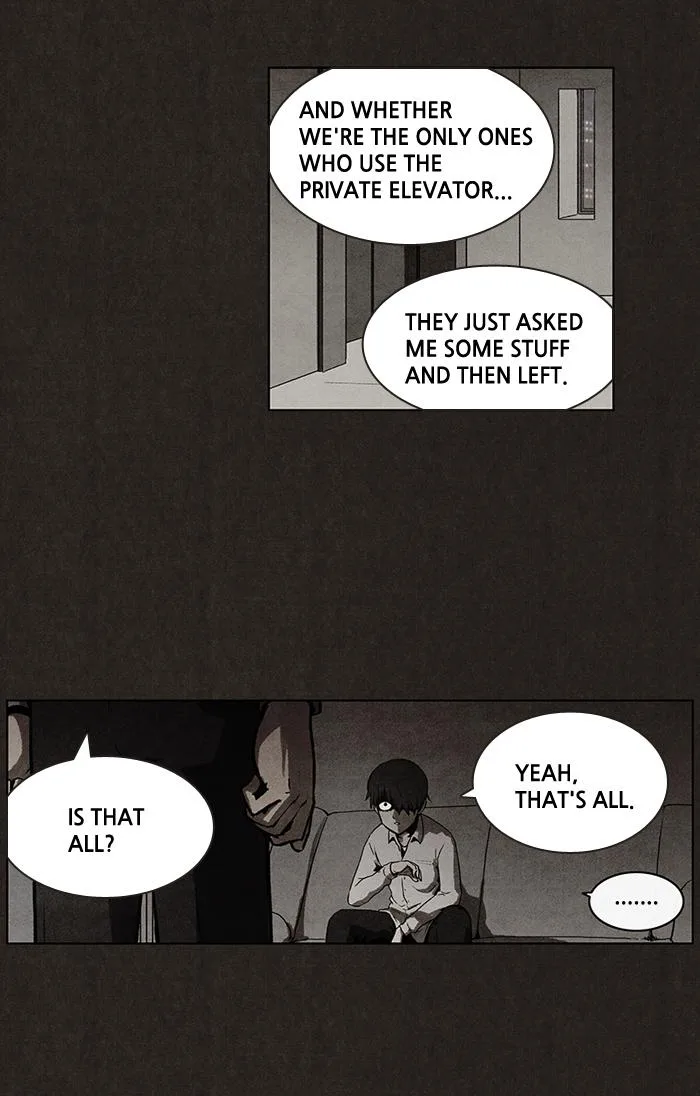 AND WHETHER
WE'RE THE ONLY ONES
WHO USE THE
PRIVATE ELEVATOR...
THEY JUST ASKED
ME SOME STUFF
AND THEN LEFT.
IS THAT
ALL?
YEAH,
THAT'S ALL.
.......